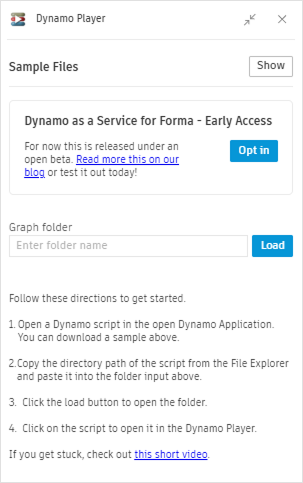 Dynamo Player
Sample Files
Show
Dynamo as a Service for Forma - Early Access
For now this is released under an
open beta. Read more this on our
blog or test it out today!
Opt in
Graph folder
Enter folder name
Load
Follow these directions to get started.
1. Open a Dynamo script in the open Dynamo Application.
You can download a sample above.
2.Copy the directory path of the script from the File Explorer
and paste it into the folder input above.
3. Click the load button to open the folder.
4. Click on the script to open it in the Dynamo Player.
If you get stuck, check out this short video.